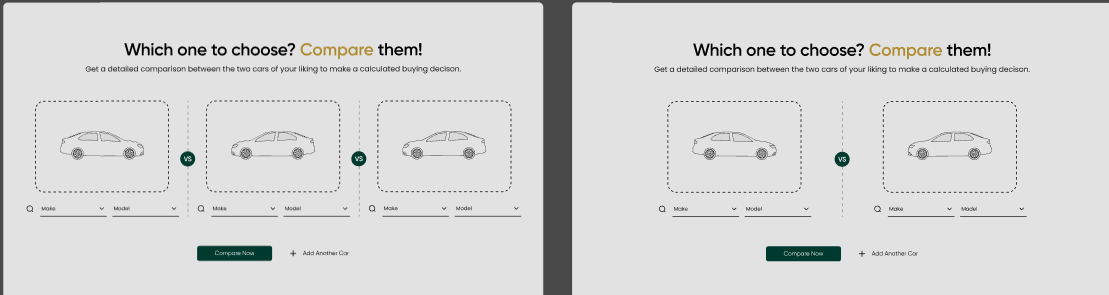 Which one to choose? Compare them!
Get a detailed comparison between the two cars of your liking to make a calculated buying decison.
VS VS
Make Model Make Model Make Model
Compare Now + Add Another Car
Which one to choose? Compare them!
Get a detailed comparison between the two cars of your liking to make a calculated buying decison.
VS
Make Model Make Model
Compare Now + Add Another Car